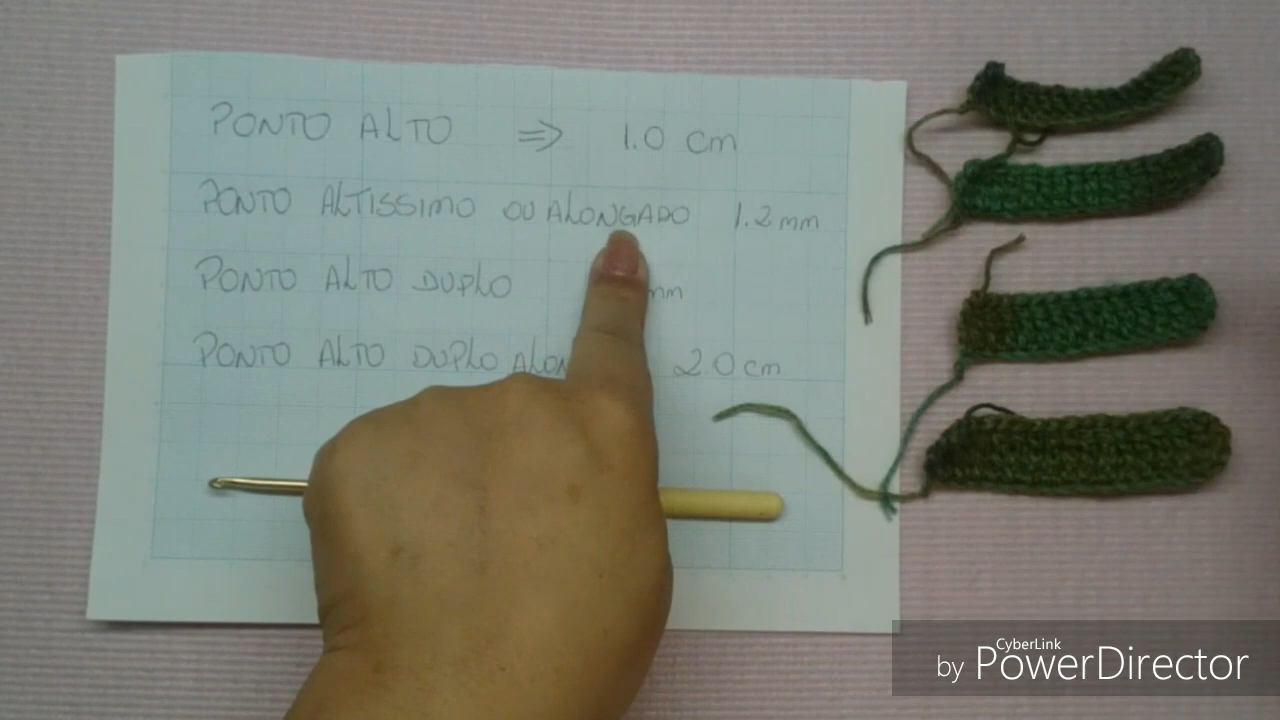 PONTO ALTO => 1.0 cm
PONTO ALTISSIMO OU ALONGADO 1.2 mm
PONTO ALTO DUPLO mm
PONTO ALTO DUPLO 2.0 cm
CyberLink
by PowerDirector